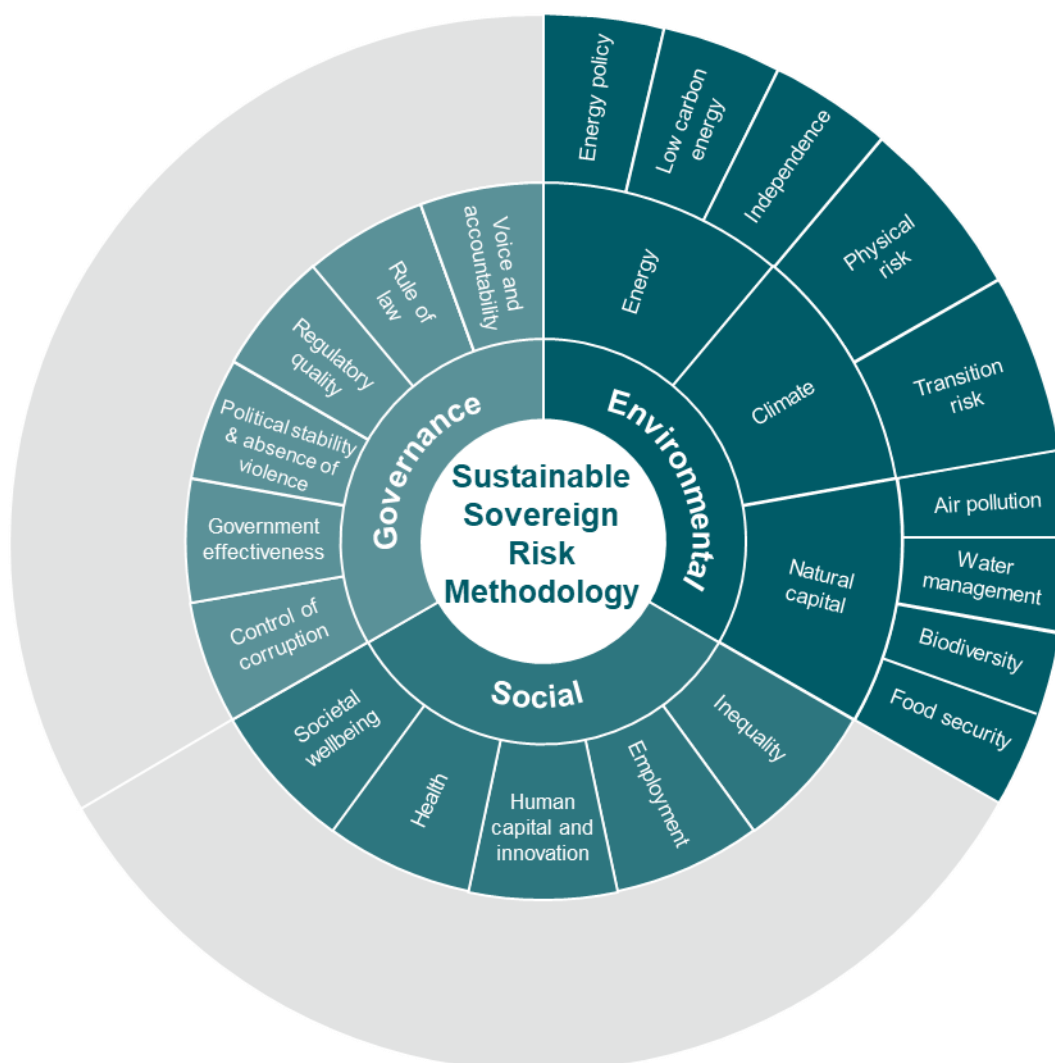 Sustainable
Sovereign
Risk
Methodology
Environmental
Energy
Energy policy
Low carbon
energy
Independence
Climate
Physical
risk
Transition
risk
Natural
capital
Air pollution
Water
management
Biodiversity
Food security
Social
Inequality
Employment
Human
capital and
innovation
Health
Societal
wellbeing
Governance
Control of
corruption
Government
effectiveness
Political stability
& absence of
violence
Regulatory
quality
Rule of
law
Voice and
accountability